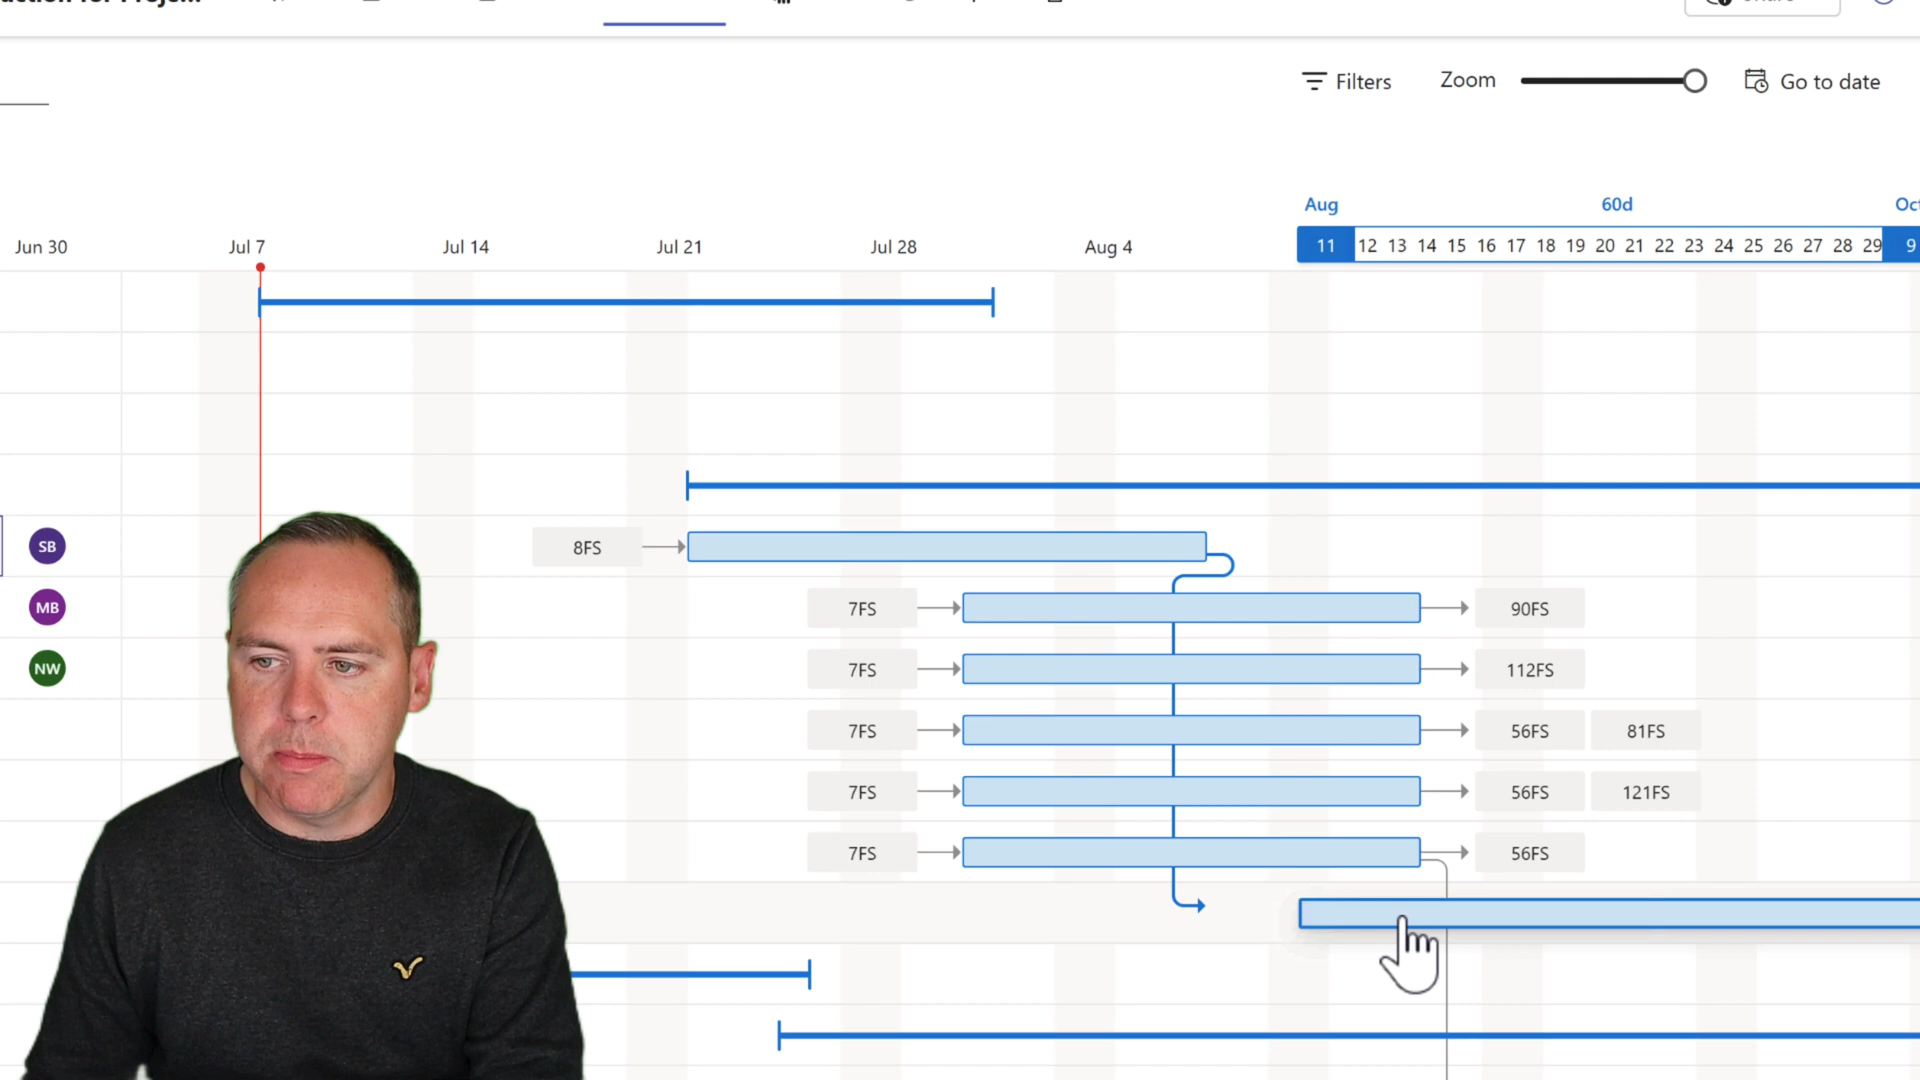 Filters Zoom Go to date
Aug 60d
Jun 30 Jul 7 Jul 14 Jul 21 Jul 28 Aug 4 11 12 13 14 15 16 17 18 19 20 21 22 23 24 25 26 27 28 29 9
SB 8FS
MB 7FS 90FS
NW 7FS 112FS
7FS 56FS 81FS
7FS 56FS 121FS
7FS 56FS